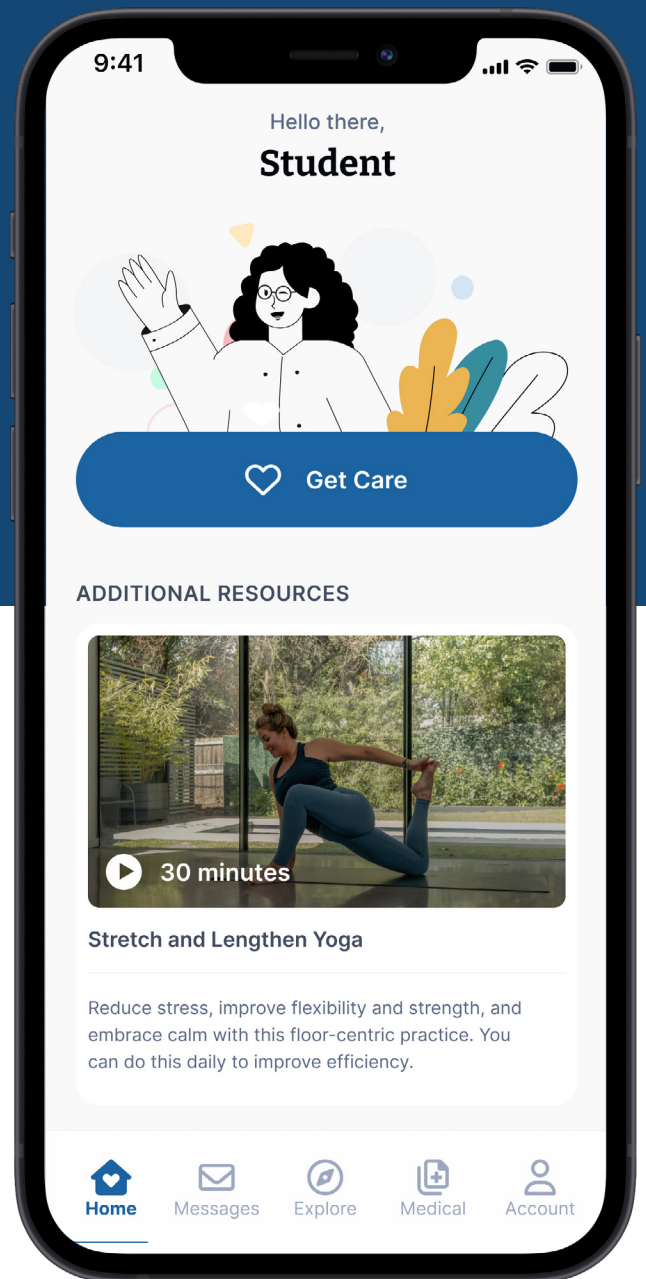 9:41
Hello there,
Student
Get Care
ADDITIONAL RESOURCES
30 minutes
Stretch and Lengthen Yoga
Reduce stress, improve flexibility and strength, and
embrace calm with this floor-centric practice. You
can do this daily to improve efficiency.
Home Messages Explore Medical Account